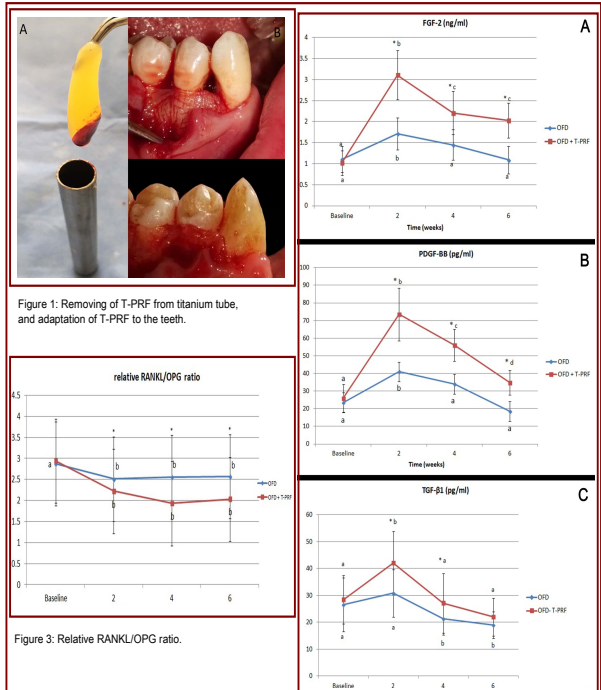 A
B
Figure 1: Removing of T-PRF from titanium tube,
and adaptation of T-PRF to the teeth.
relative RANKL/OPG ratio
4.5
4
3.5
3
2.5
2
1.5
1
0.5
0
a
*
*
*
b
b
b
b
b
b
OFD
OFD+ T-PRF
Baseline
2
4
6
Figure 3: Relative RANKL/OPG ratio.
A
FGF-2 (ng/ml)
4
3.5
3
2.5
2
1.5
1
0.5
0
a
* b
* c
* c
a
b
a
a
OFD
OFD + T-PRF
Baseline
2
4
6
Time (weeks)
B
PDGF-BB (pg/ml)
100
90
80
70
60
50
40
30
20
10
0
a
* b
* c
* d
a
b
a
a
OFD
OFD + T-PRF
Baseline
2
4
6
Time (weeks)
C
TGF-β1 (pg/ml)
60
50
40
30
20
10
0
a
* b
* a
a
a
a
b
b
OFD
OFD- T-PRF
Baseline
2
4
6